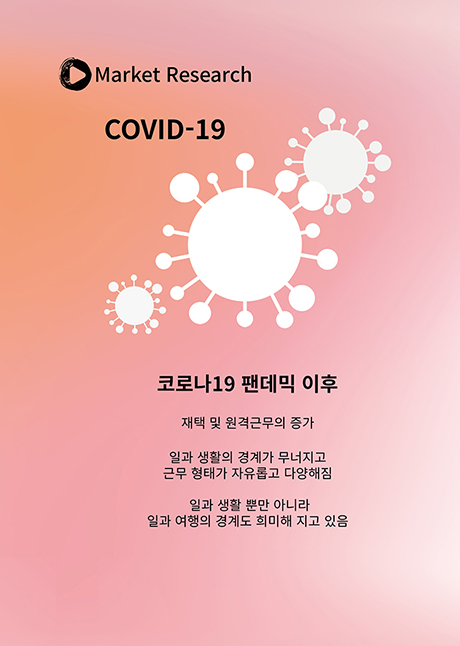 Market Research
COVID-19
코로나19 팬데믹 이후
재택 및 원격근무의 증가
일과 생활의 경계가 무너지고
근무 형태가 자유롭고 다양해짐
일과 생활 뿐만 아니라
일과 여행의 경계도 희미해 지고 있음